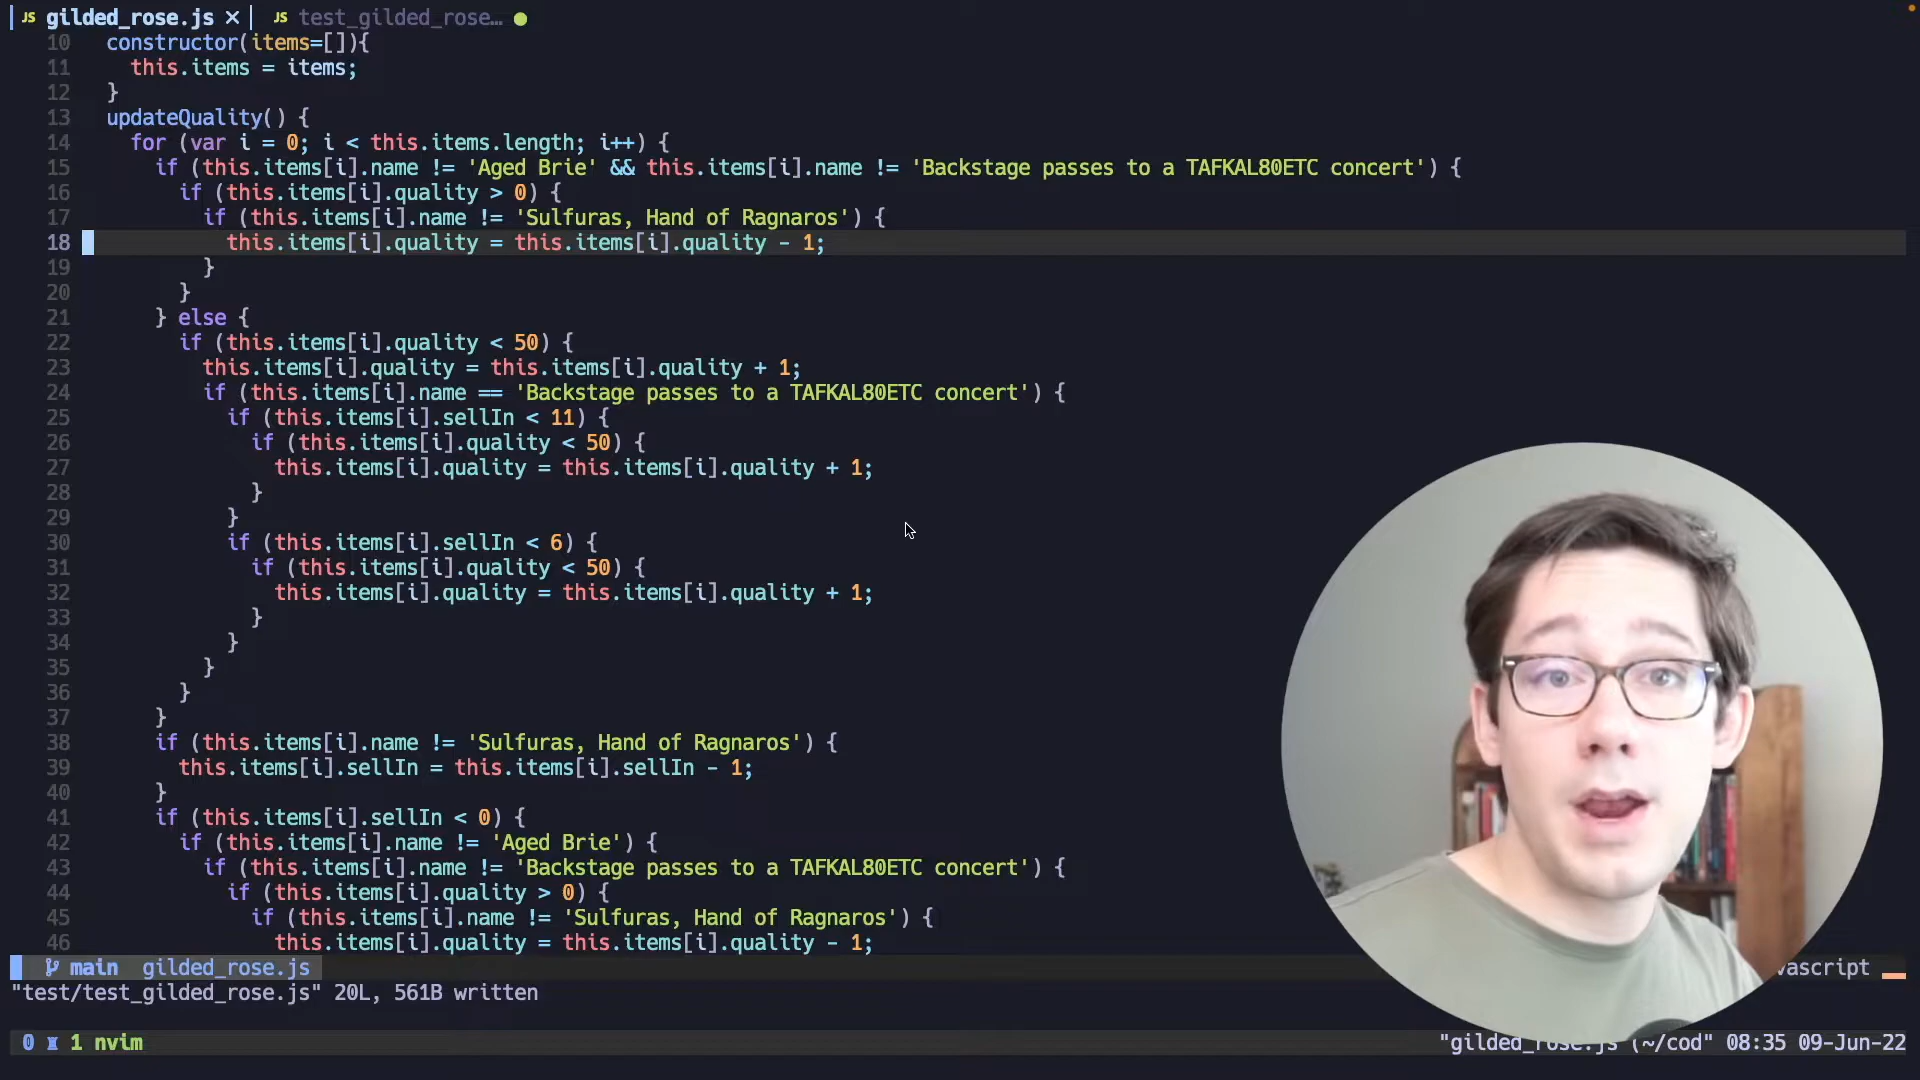 JS gilded_rose.js × JS test_gilded_rose… ●
10 constructor(items=[]){
11 this.items = items;
12 }
13 updateQuality() {
14 for (var i = 0; i < this.items.length; i++) {
15 if (this.items[i].name != 'Aged Brie' && this.items[i].name != 'Backstage passes to a TAFKAL80ETC concert') {
16 if (this.items[i].quality > 0) {
17 if (this.items[i].name != 'Sulfuras, Hand of Ragnaros') {
18 this.items[i].quality = this.items[i].quality - 1;
19 }
20 }
21 } else {
22 if (this.items[i].quality < 50) {
23 this.items[i].quality = this.items[i].quality + 1;
24 if (this.items[i].name == 'Backstage passes to a TAFKAL80ETC concert') {
25 if (this.items[i].sellIn < 11) {
26 if (this.items[i].quality < 50) {
27 this.items[i].quality = this.items[i].quality + 1;
28 }
29 }
30 if (this.items[i].sellIn < 6) {
31 if (this.items[i].quality < 50) {
32 this.items[i].quality = this.items[i].quality + 1;
33 }
34 }
35 }
36 }
37 }
38 if (this.items[i].name != 'Sulfuras, Hand of Ragnaros') {
39 this.items[i].sellIn = this.items[i].sellIn - 1;
40 }
41 if (this.items[i].sellIn < 0) {
42 if (this.items[i].name != 'Aged Brie') {
43 if (this.items[i].name != 'Backstage passes to a TAFKAL80ETC concert') {
44 if (this.items[i].quality > 0) {
45 if (this.items[i].name != 'Sulfuras, Hand of Ragnaros') {
46 this.items[i].quality = this.items[i].quality - 1;
main gilded_rose.js vascript
"test/test_gilded_rose.js" 20L, 561B written
0 1 nvim "gilded_rose.js (~/cod" 08:35 09-Jun-22